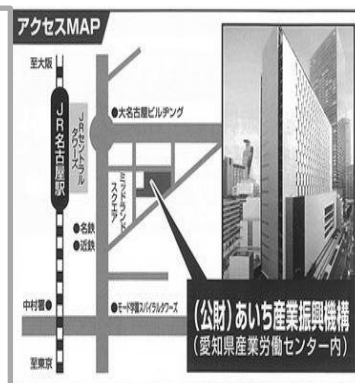 アクセスMAP
至大阪
JR名古屋駅
JRセントラルタワーズ
●大名古屋ビルヂング
ミッドランドスクエア
●名鉄
●近鉄
中村署●
●モード学園スパイラルタワーズ
至東京
(公財)あいち産業振興機構
(愛知県産業労働センター内)